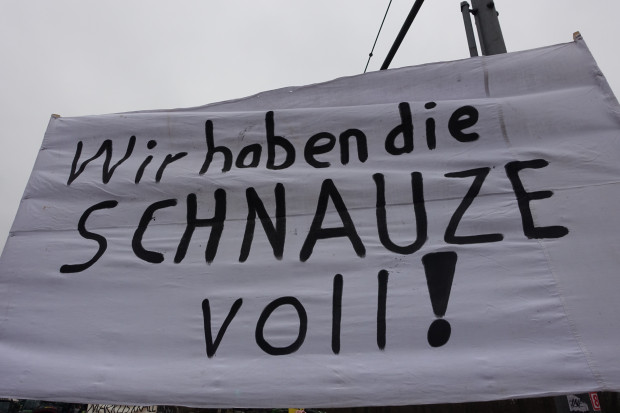 Wir haben die
SCHNAUZE
voll!